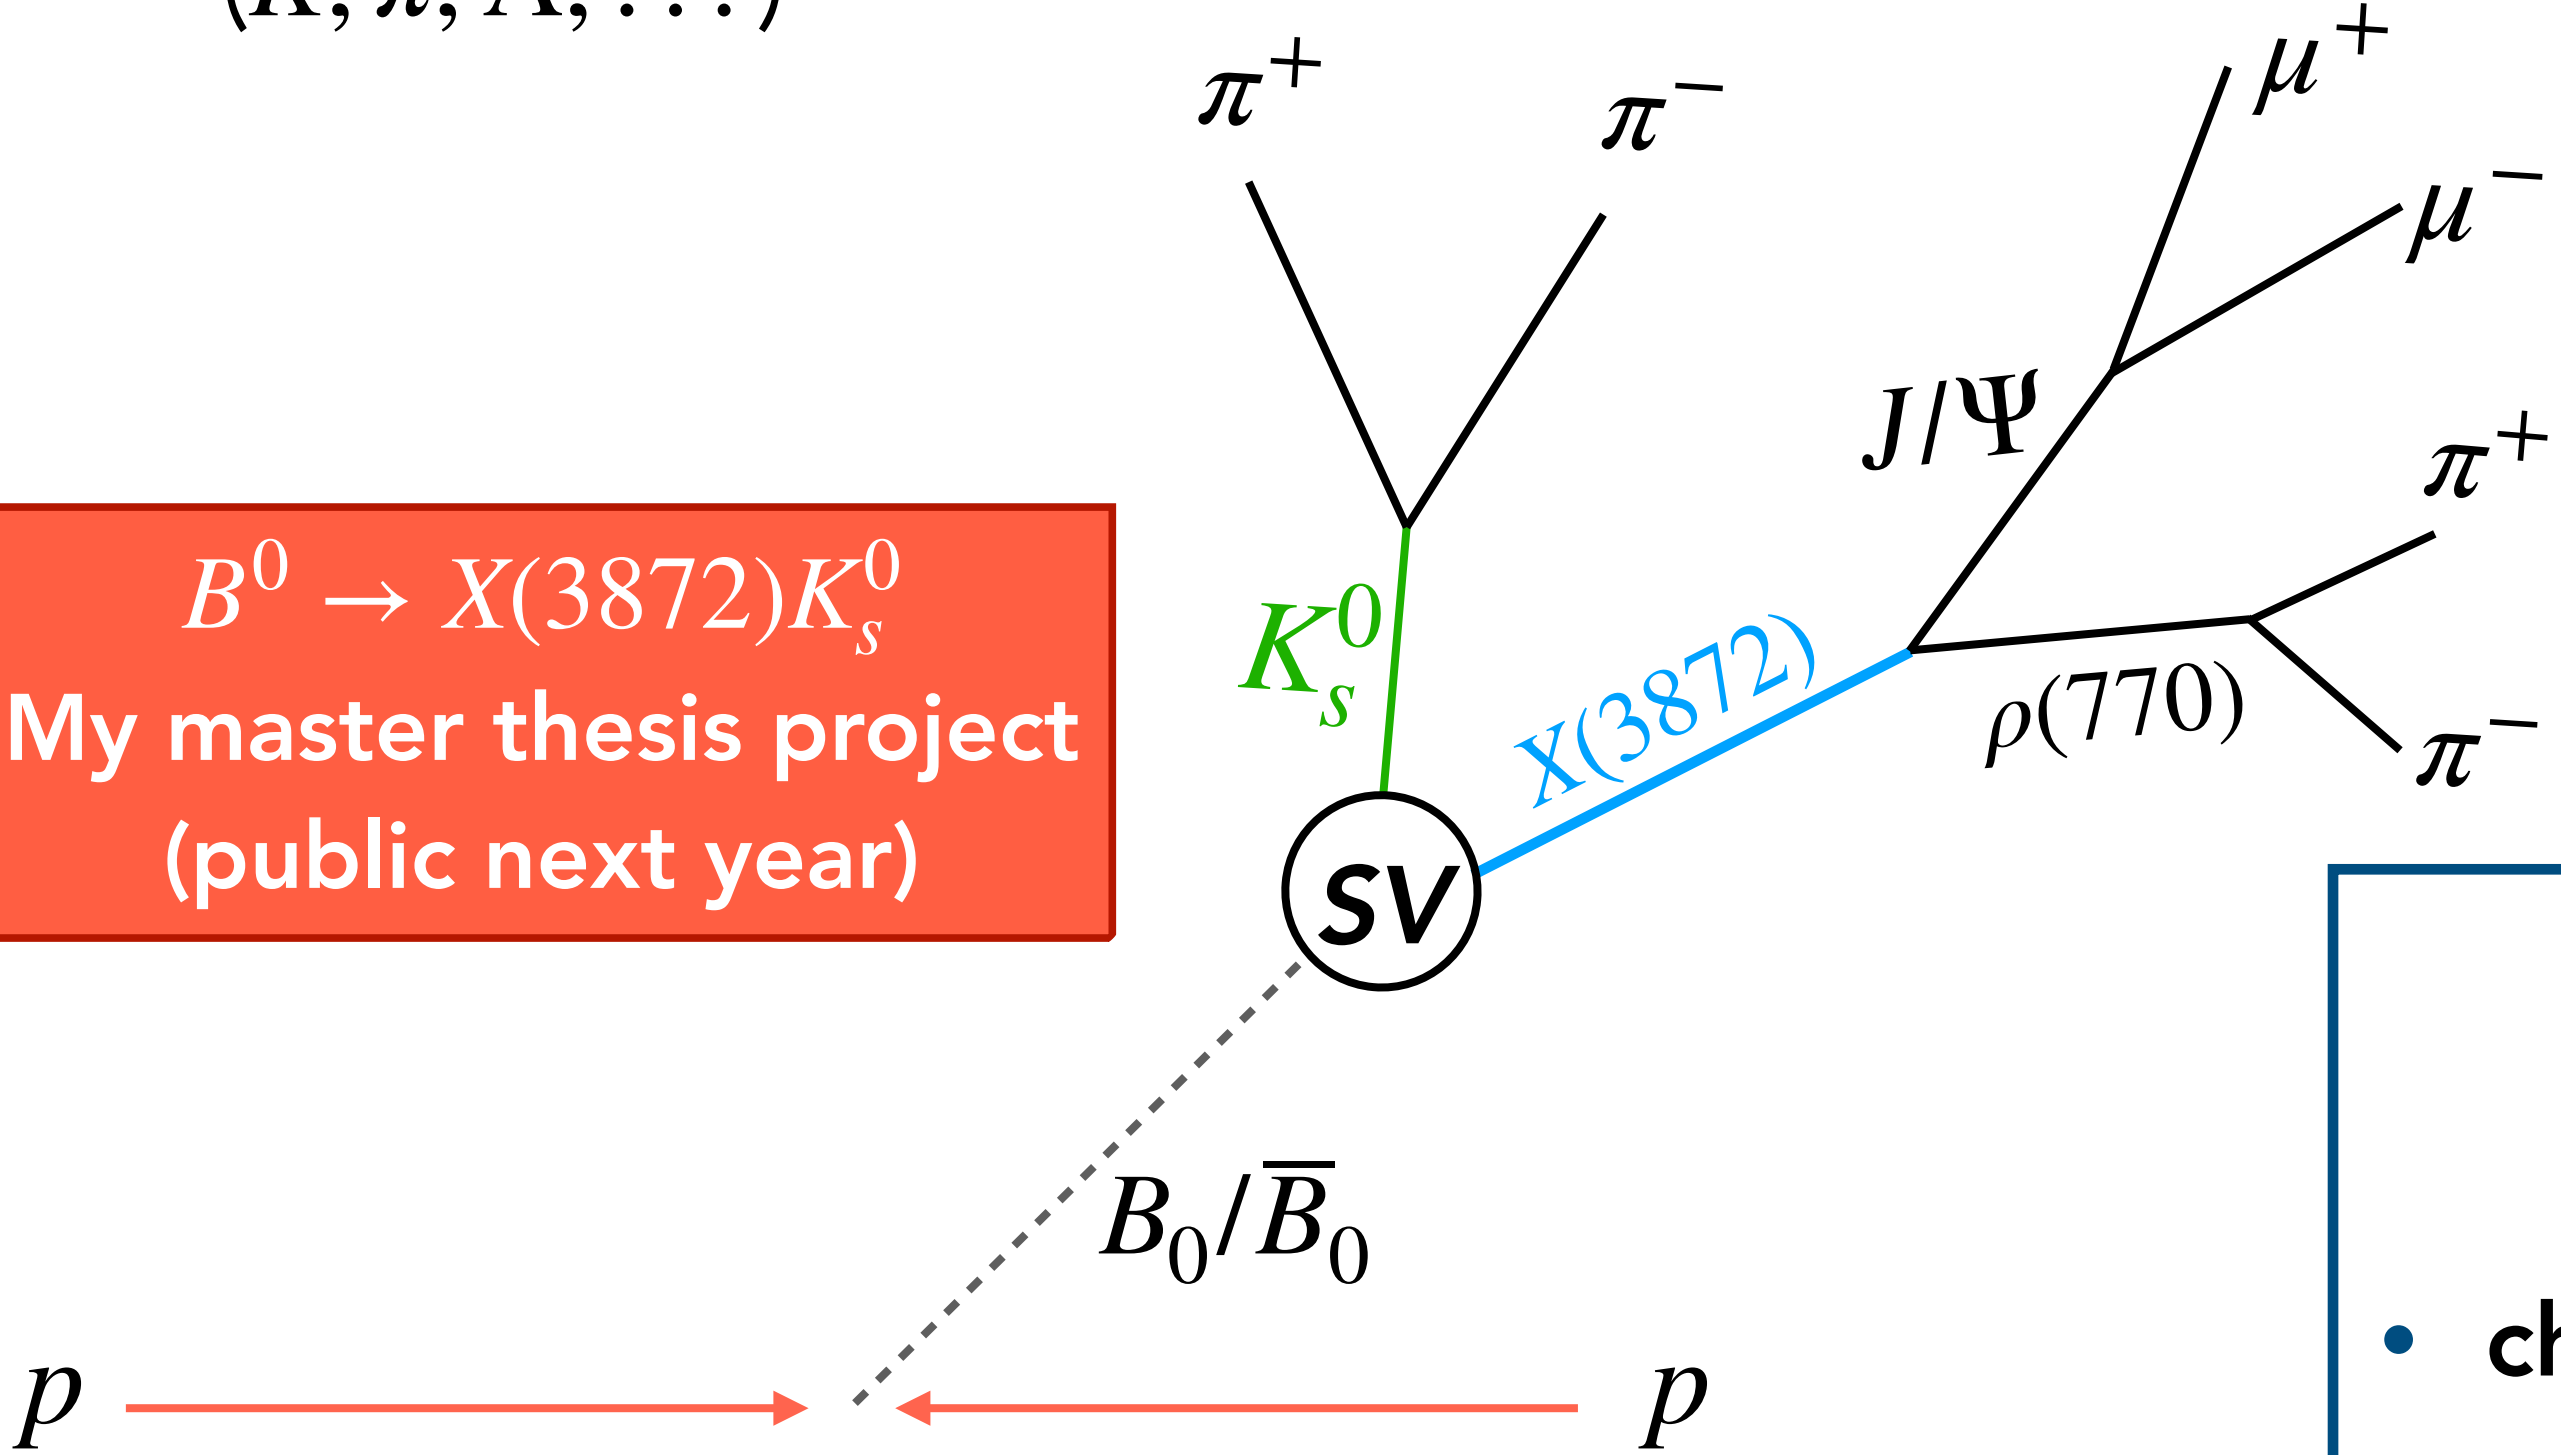 π⁺
π⁻
μ⁺
μ⁻
J/Ψ
π⁺
B⁰ → X(3872)K⁰ₛ
My master thesis project
(public next year)
K⁰ₛ
X(3872)
ρ(770)
π⁻
SV
B₀/B̅₀
p
p